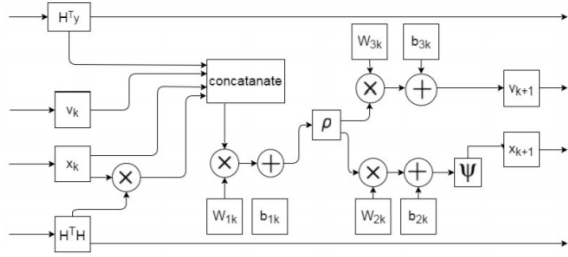 Hᵀy
W₃ₖ
b₃ₖ
concatanate
vₖ
×
+
vₖ₊₁
ρ
xₖ
×
×
+
×
+
ψ
xₖ₊₁
W₁ₖ
b₁ₖ
W₂ₖ
b₂ₖ
HᵀH